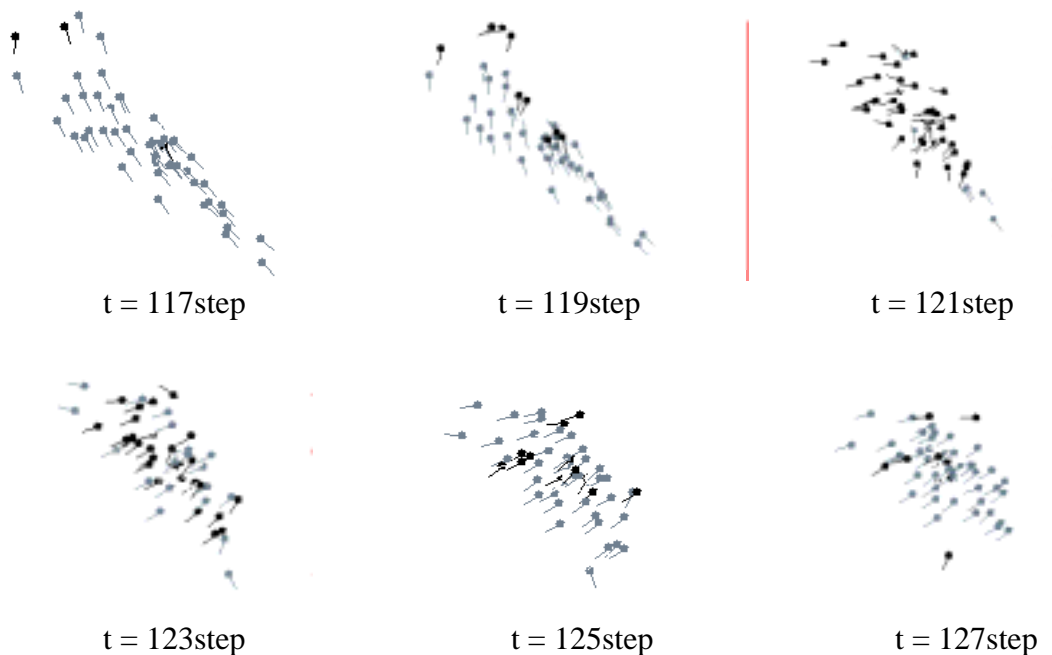 t = 117step
t = 119step
t = 121step
t = 123step
t = 125step
t = 127step